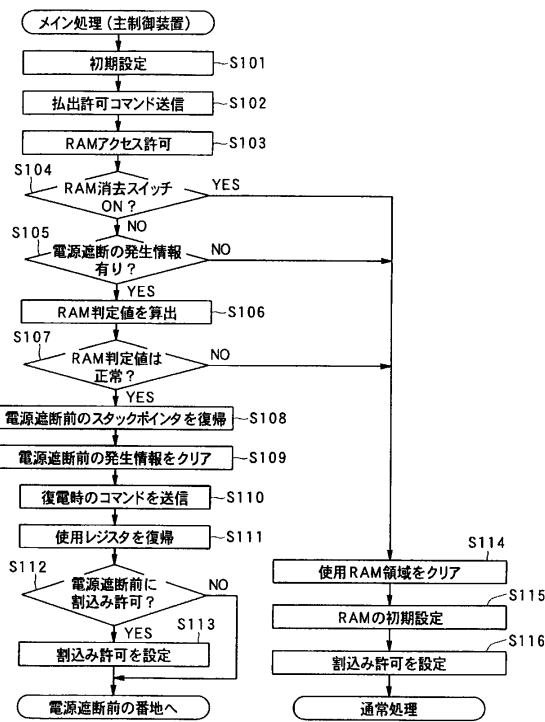 メイン処理(主制御装置)
初期設定
S101
払出許可コマンド送信
S102
RAMアクセス許可
S103
S104
RAM消去スイッチ
ON?
YES
NO
S105
電源遮断の発生情報
有り?
NO
YES
RAM判定値を算出
S106
S107
RAM判定値は
正常?
NO
YES
電源遮断前のスタックポインタを復帰
S108
電源遮断前の発生情報をクリア
S109
復電時のコマンドを送信
S110
使用レジスタを復帰
S111
S112
電源遮断前に
割込み許可?
NO
YES
S113
割込み許可を設定
電源遮断前の番地へ
S114
使用RAM領域をクリア
S115
RAMの初期設定
S116
割込み許可を設定
通常処理